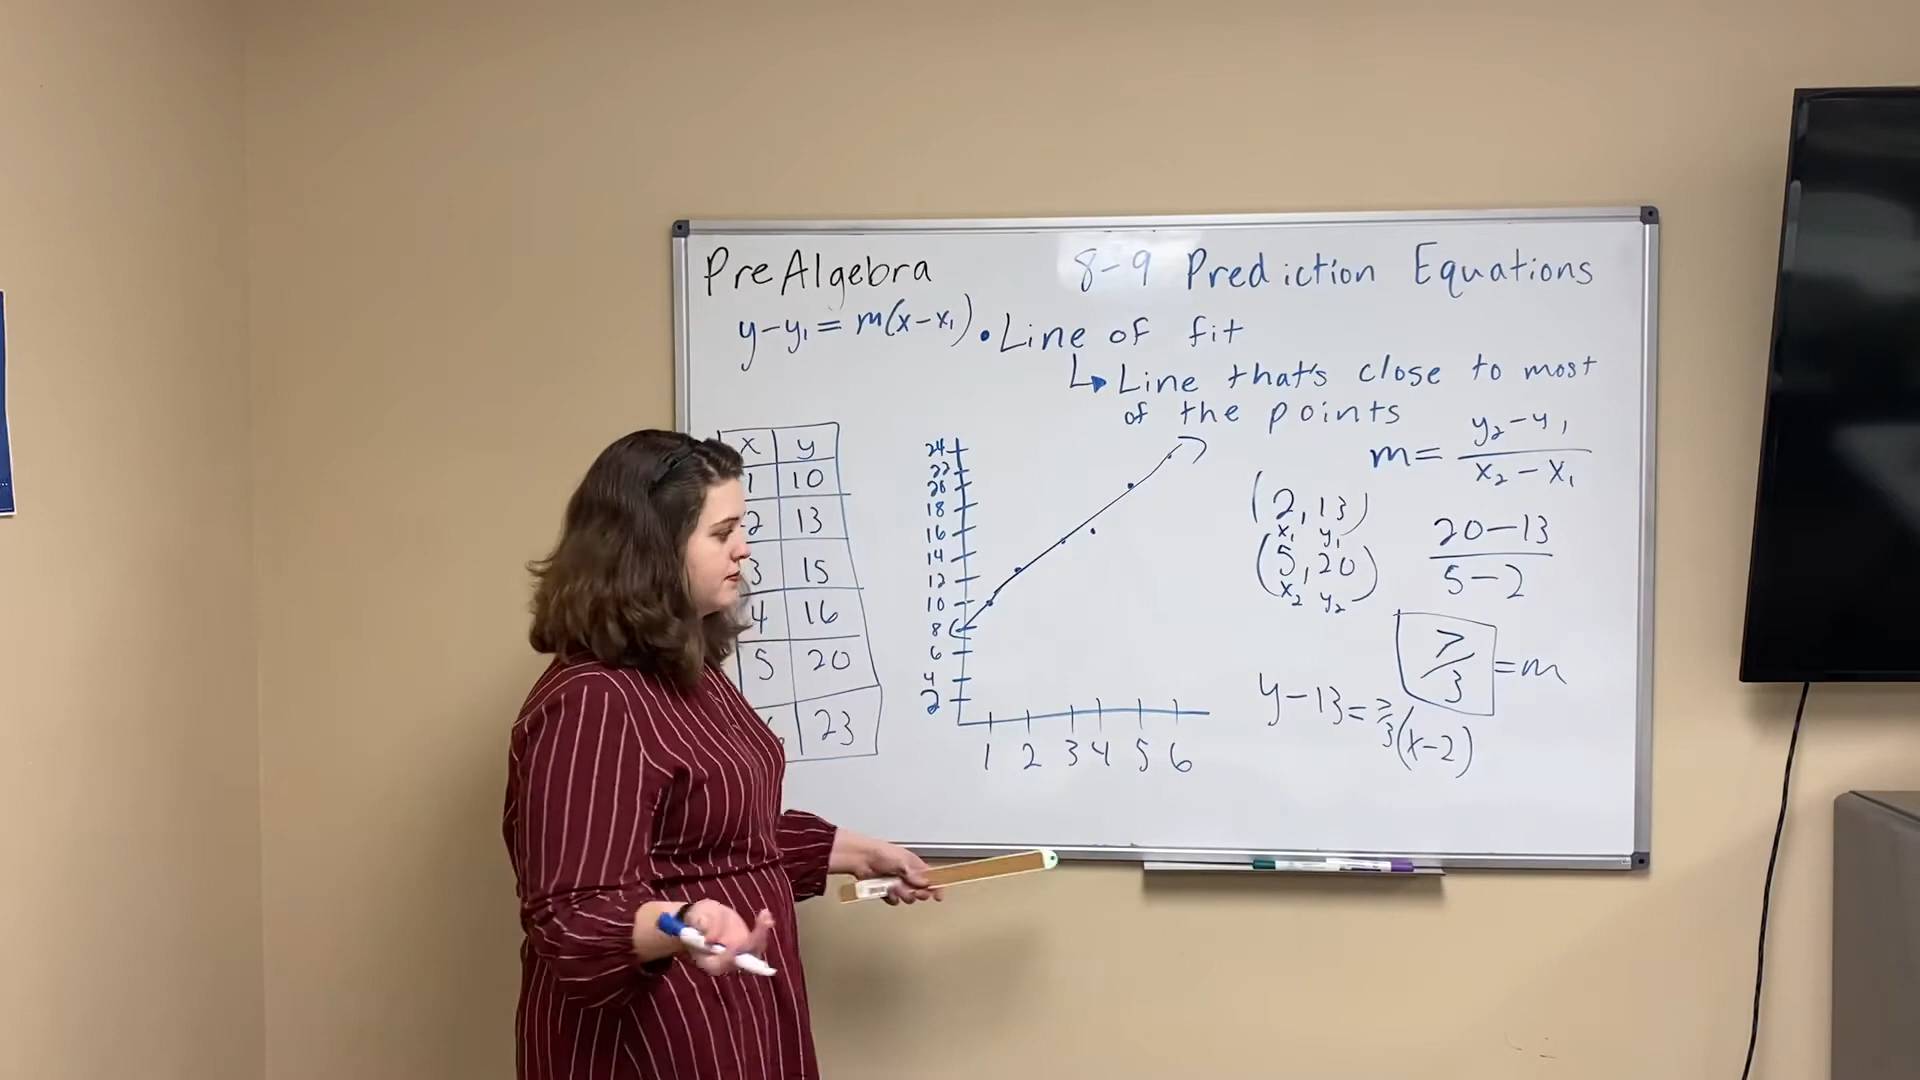 PreAlgebra
8-9 Prediction Equations
y-y₁ = m(x-x₁)
• Line of fit
Line that's close to most
of the points
x y
1 10
2 13
3 15
4 16
5 20
23
24
22
20
18
16
14
12
10
8
6
4
2
1 2 3 4 5 6
m = y₂-y₁
x₂-x₁
(2, 13)
x₁ y₁
(5, 20)
x₂ y₂
20-13
5-2
7/3 = m
y-13 = 7/3 (x-2)